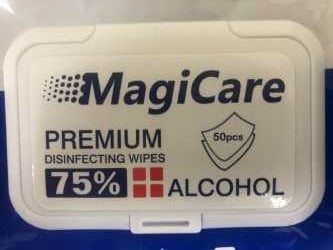 MagiCare
PREMIUM
50pcs
DISINFECTING WIPES
75% ALCOHOL